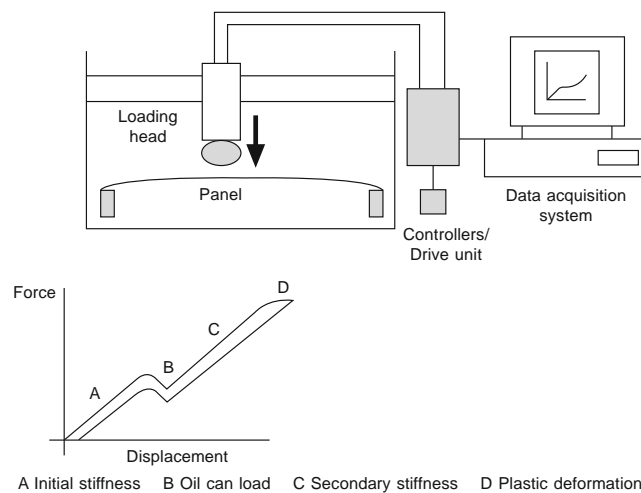 Loading
head
Panel
Data acquisition
system
Controllers/
Drive unit
Force
D
C
B
A
Displacement
A Initial stiffness B Oil can load C Secondary stiffness D Plastic deformation